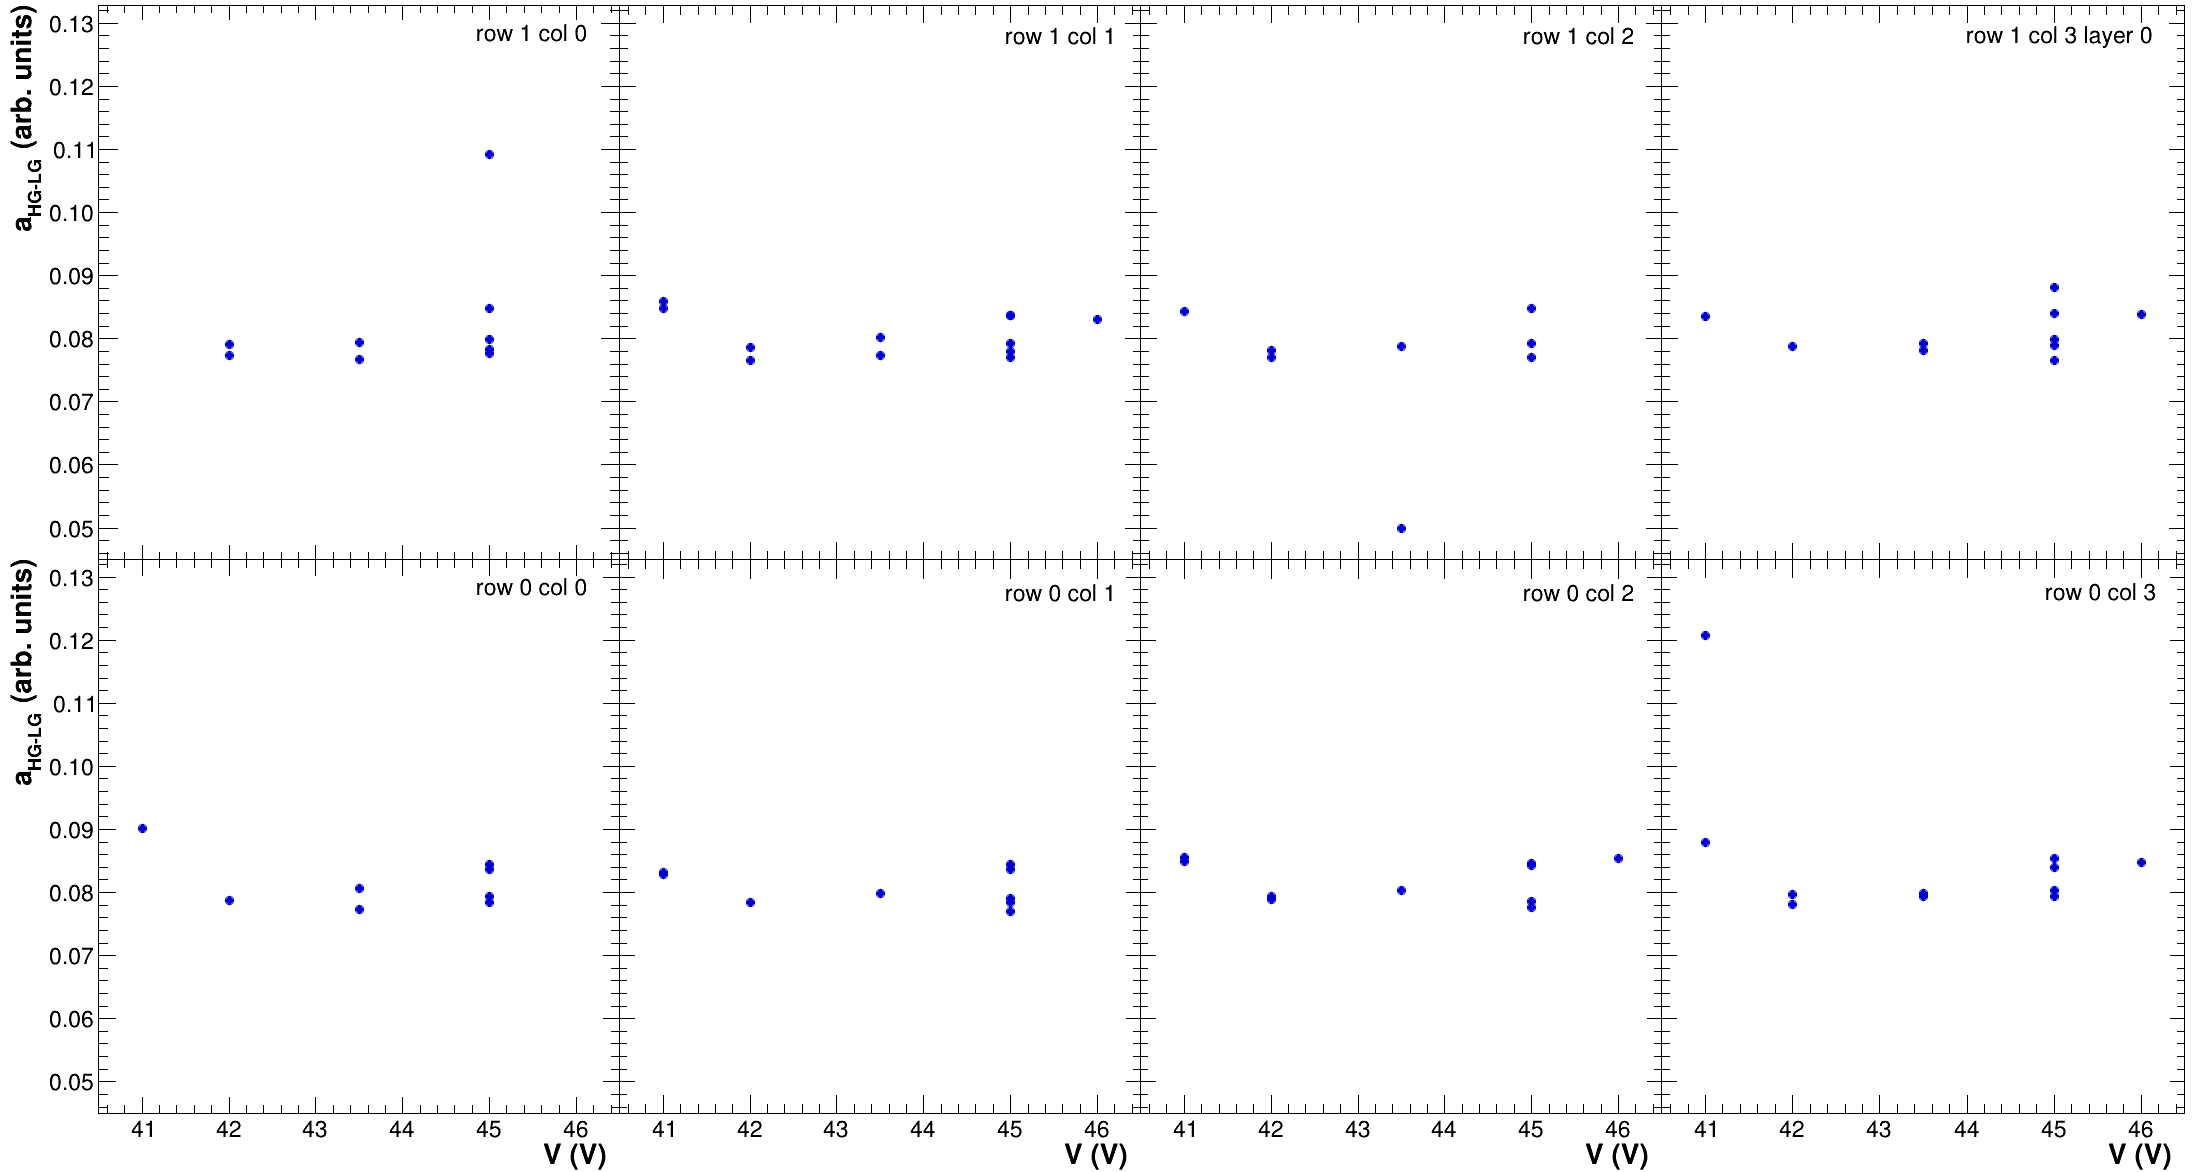 a_HG-LG (arb. units)
0.13
0.12
0.11
0.10
0.09
0.08
0.07
0.06
0.05
row 1 col 0
row 1 col 1
row 1 col 2
row 1 col 3 layer 0
a_HG-LG (arb. units)
0.13
0.12
0.11
0.10
0.09
0.08
0.07
0.06
0.05
row 0 col 0
row 0 col 1
row 0 col 2
row 0 col 3
41 42 43 44 45 46
V (V)
41 42 43 44 45 46
V (V)
41 42 43 44 45 46
V (V)
41 42 43 44 45 46
V (V)